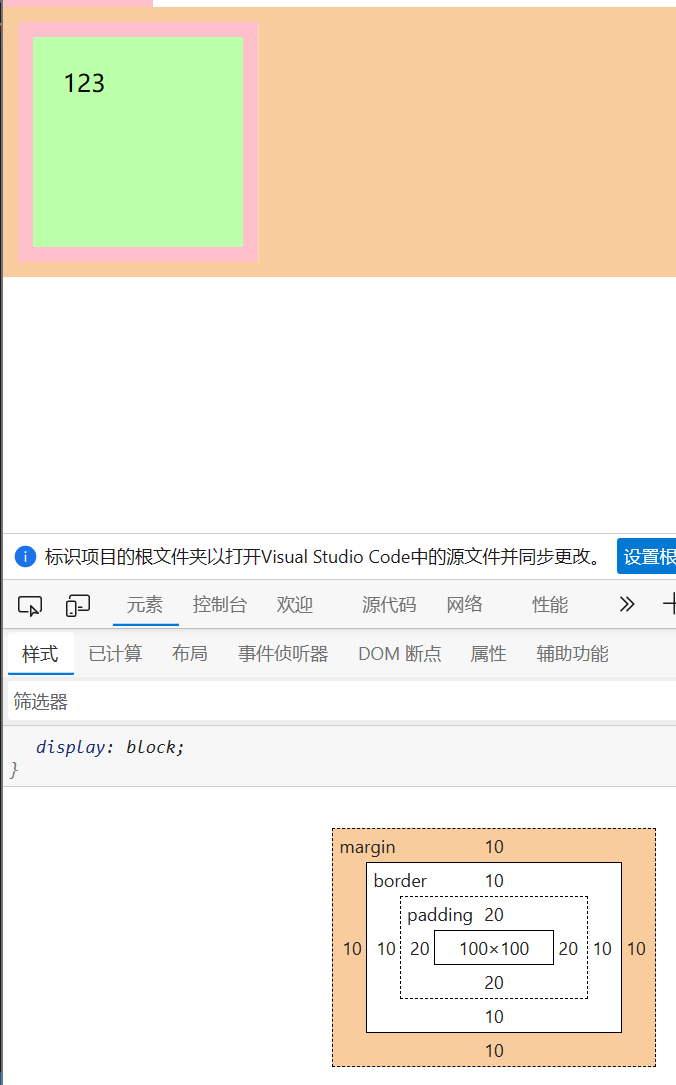 123
标识项目的根文件夹以打开Visual Studio Code中的源文件并同步更改。 设置根
元素 控制台 欢迎 源代码 网络 性能
样式 已计算 布局 事件侦听器 DOM 断点 属性 辅助功能
筛选器
display: block;
}
margin 10
border 10
padding 20
10 10 20 100×100 20 10 10
20
10
10